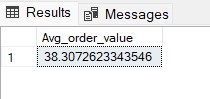 Results Messages
Avg_order_value
1 38.3072623343546